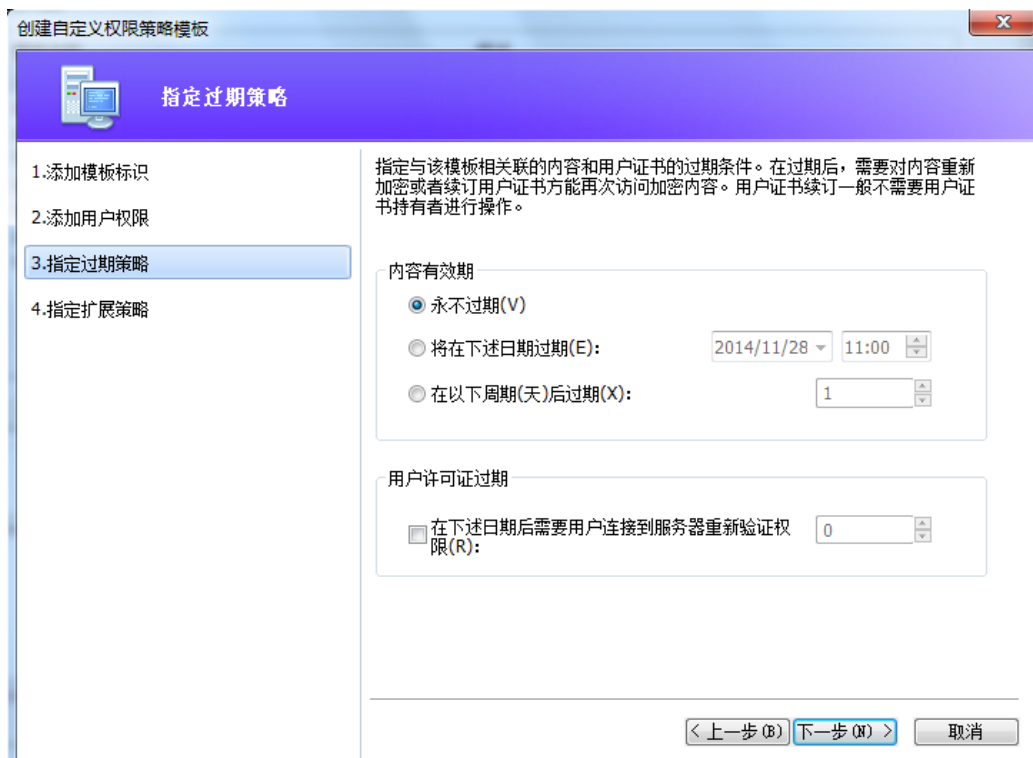 创建自定义权限策略模板
指定过期策略
1.添加模板标识
2.添加用户权限
3.指定过期策略
4.指定扩展策略
指定与该模板相关联的内容和用户证书的过期条件。在过期后，需要对内容重新
加密或者续订用户证书方能再次访问加密内容。用户证书续订一般不需要用户证
书持有者进行操作。
内容有效期
永不过期(V)
将在下述日期过期(E): 2014/11/28 11:00
在以下周期(天)后过期(X): 1
用户许可证过期
在下述日期后需要用户连接到服务器重新验证权
限(R): 0
< 上一步(B) 下一步(N) > 取消